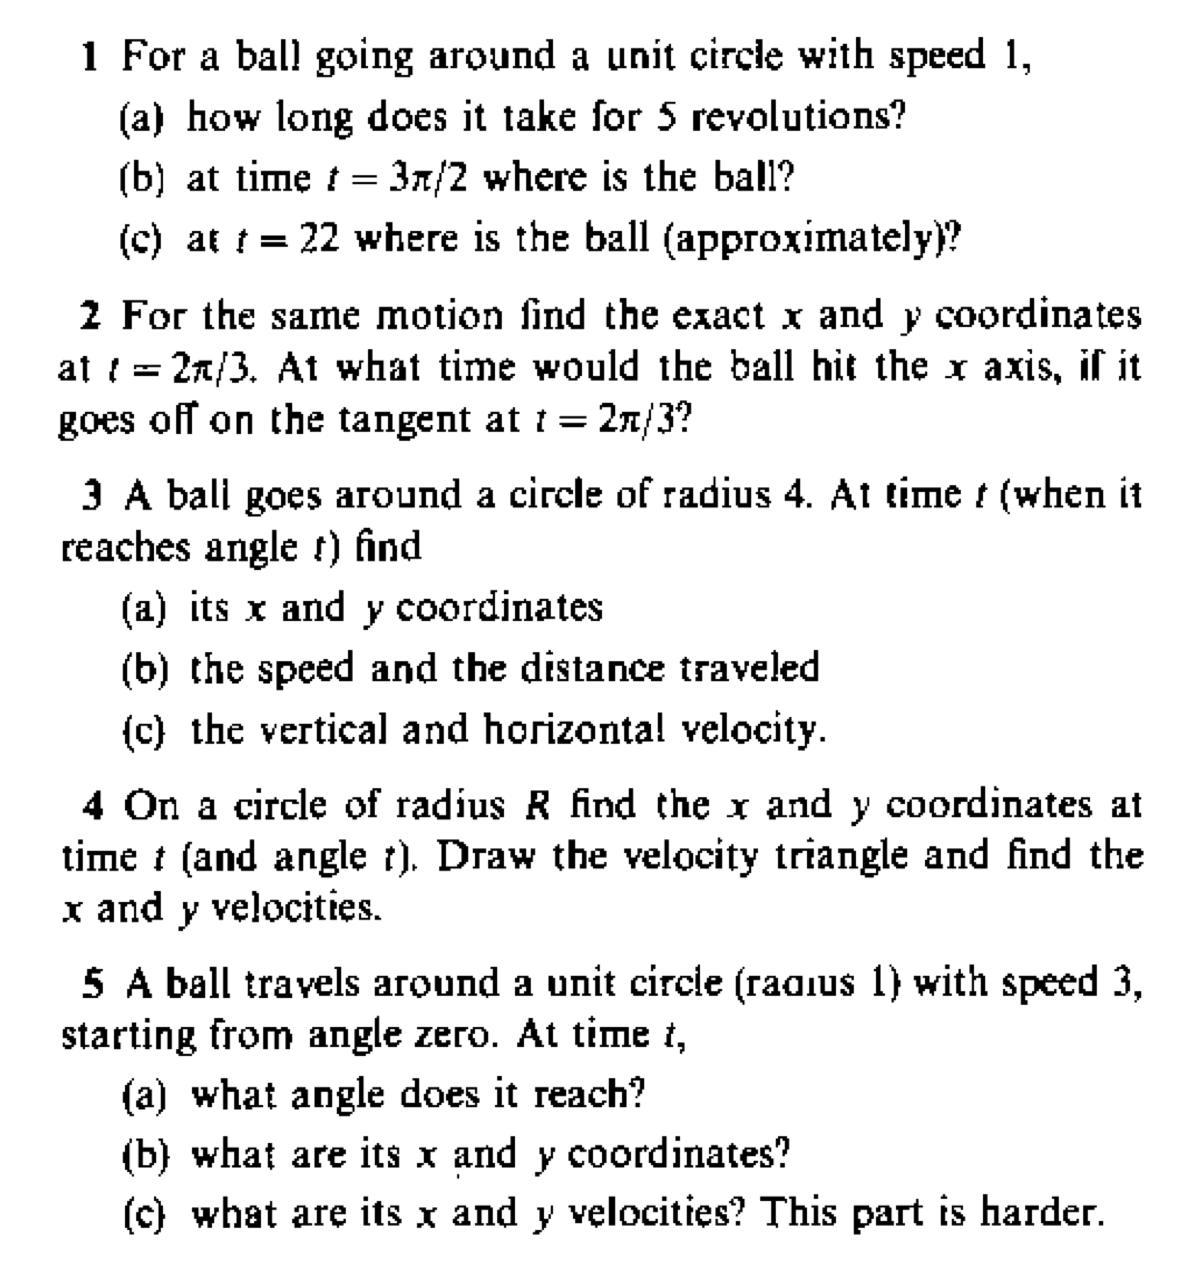 1 For a ball going around a unit circle with speed 1,
(a) how long does it take for 5 revolutions?
(b) at time t = 3π/2 where is the ball?
(c) at t = 22 where is the ball (approximately)?
2 For the same motion find the exact x and y coordinates
at t = 2π/3. At what time would the ball hit the x axis, if it
goes off on the tangent at t = 2π/3?
3 A ball goes around a circle of radius 4. At time t (when it
reaches angle t) find
(a) its x and y coordinates
(b) the speed and the distance traveled
(c) the vertical and horizontal velocity.
4 On a circle of radius R find the x and y coordinates at
time t (and angle t). Draw the velocity triangle and find the
x and y velocities.
5 A ball travels around a unit circle (radius 1) with speed 3,
starting from angle zero. At time t,
(a) what angle does it reach?
(b) what are its x and y coordinates?
(c) what are its x and y velocities? This part is harder.